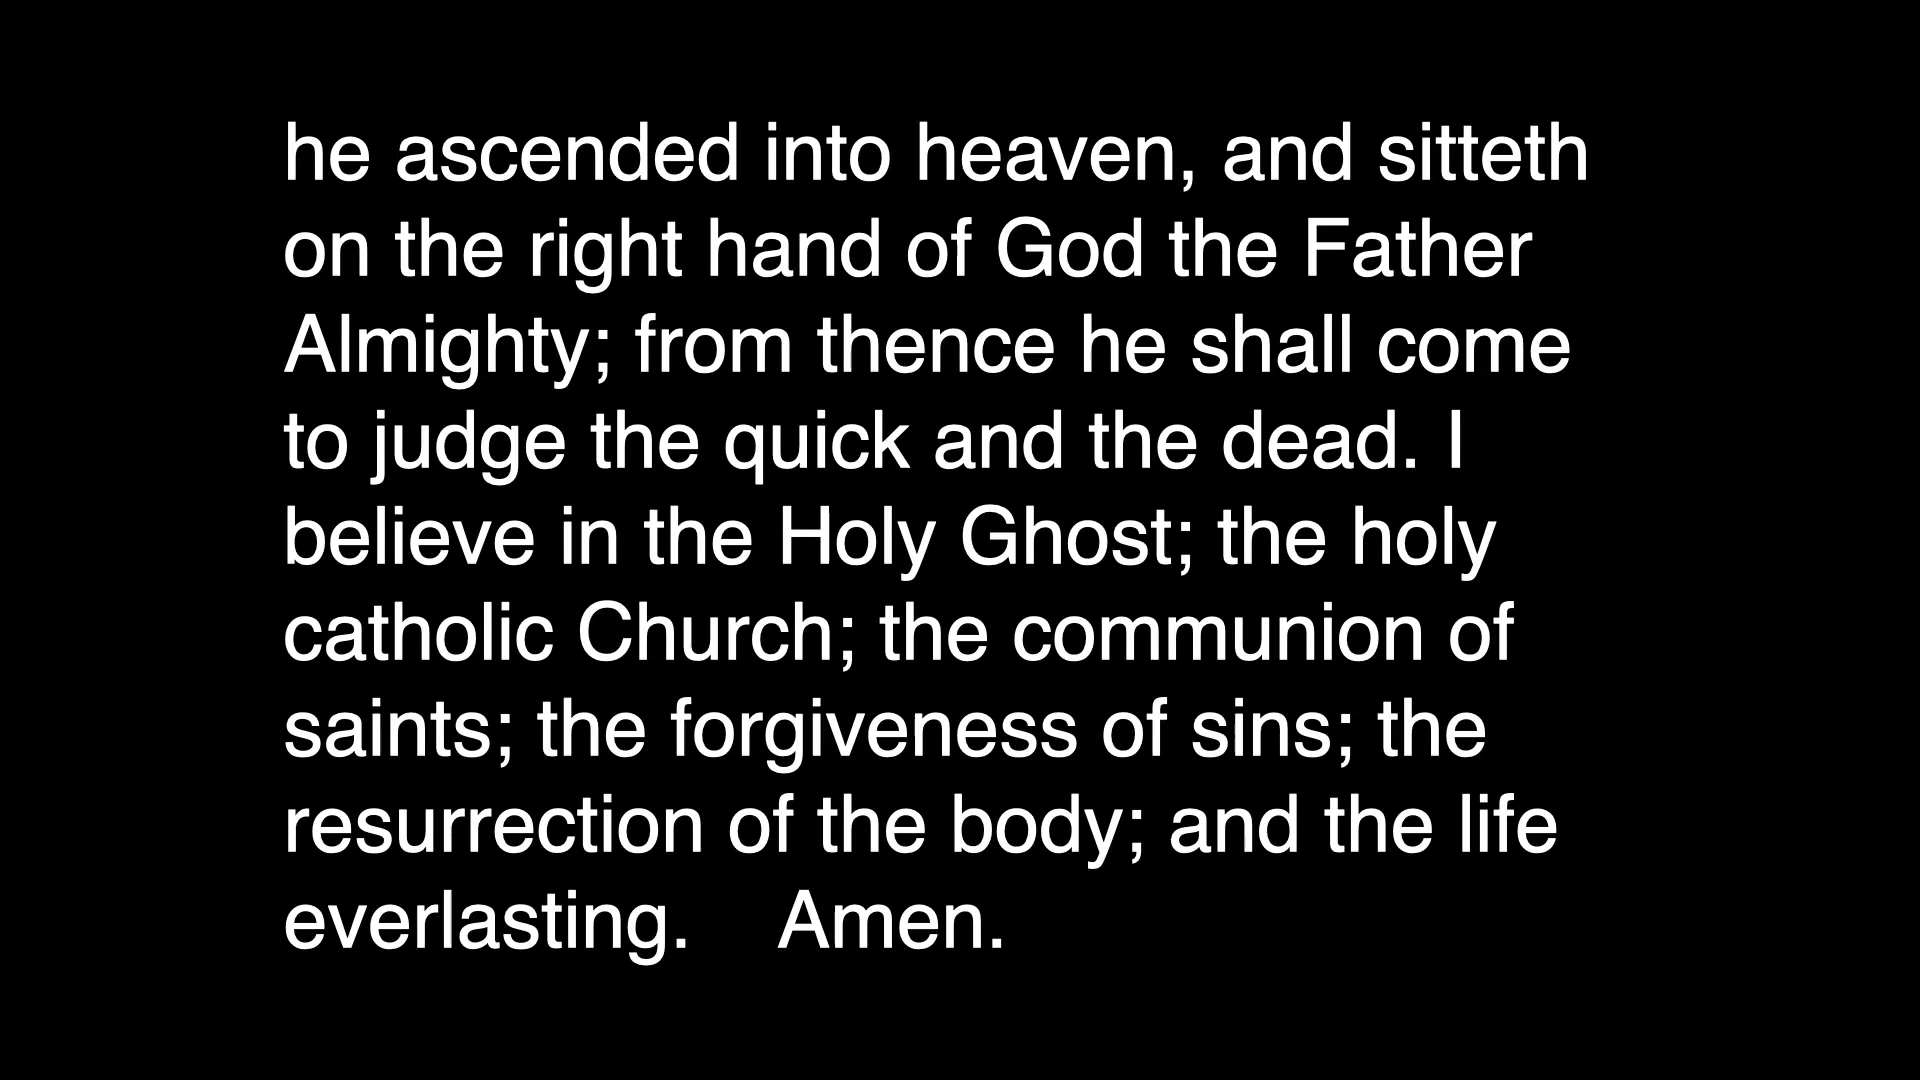 he ascended into heaven, and sitteth
on the right hand of God the Father
Almighty; from thence he shall come
to judge the quick and the dead. I
believe in the Holy Ghost; the holy
catholic Church; the communion of
saints; the forgiveness of sins; the
resurrection of the body; and the life
everlasting.    Amen.